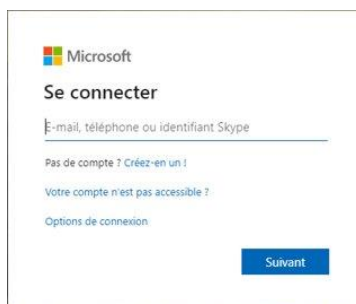 Microsoft
Se connecter
E-mail, téléphone ou identifiant Skype
Pas de compte ? Créez-en un !
Votre compte n'est pas accessible ?
Options de connexion
Suivant